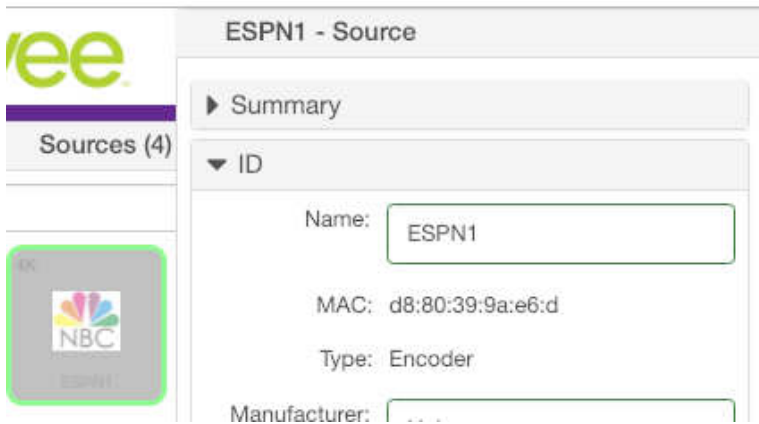 ESPN1 - Source
ee
Summary
Sources (4)
ID
Name:
ESPN1
MAC: d8:80:39:9a:e6:d
Type: Encoder
NBC
ESPN1
Manufacturer: